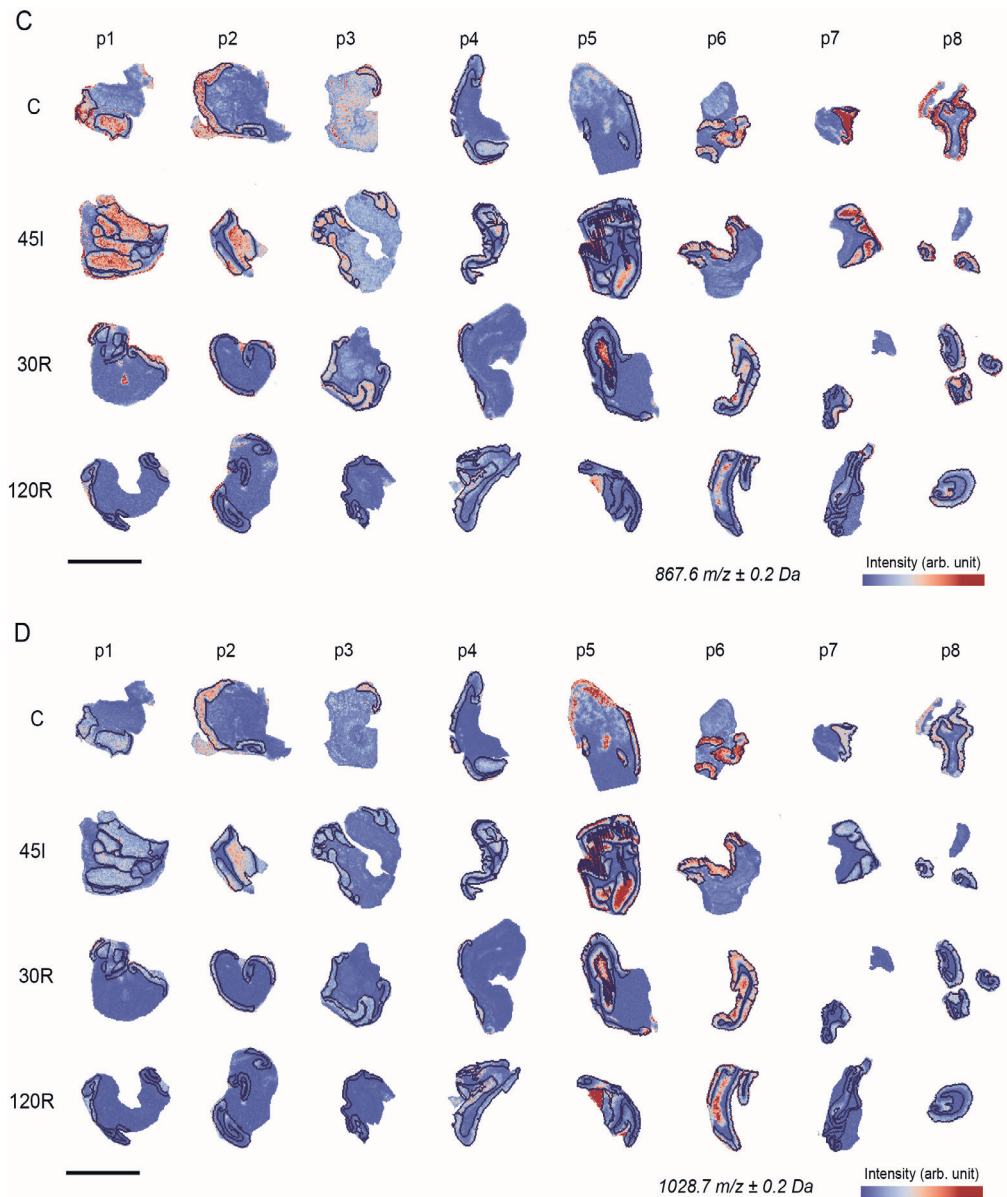 C
p1 p2 p3 p4 p5 p6 p7 p8
C
45I
30R
120R
867.6 m/z ± 0.2 Da
Intensity (arb. unit)
D
p1 p2 p3 p4 p5 p6 p7 p8
C
45I
30R
120R
1028.7 m/z ± 0.2 Da
Intensity (arb. unit)